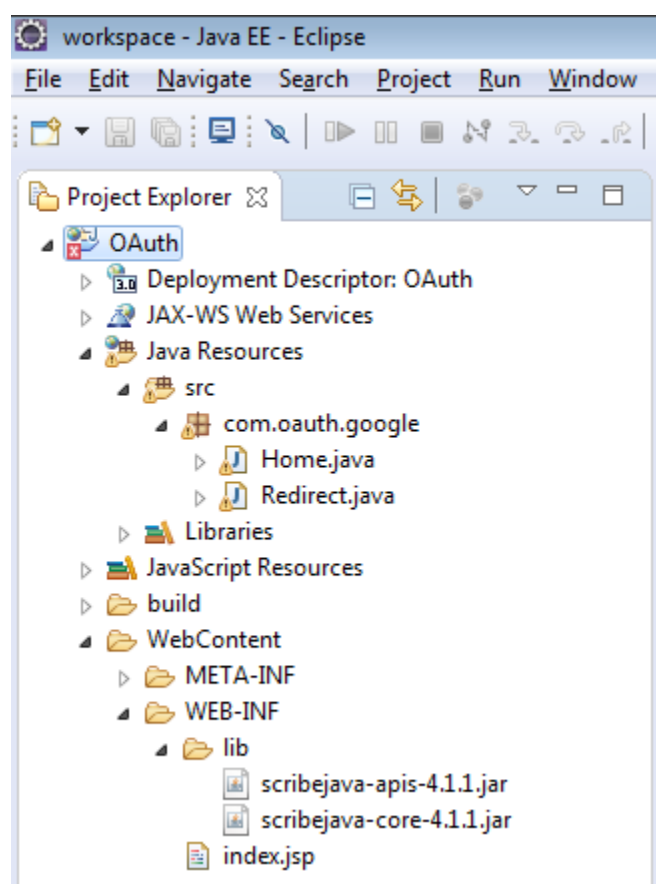 workspace - Java EE - Eclipse
File Edit Navigate Search Project Run Window
Project Explorer
OAuth
3.0 Deployment Descriptor: OAuth
JAX-WS Web Services
Java Resources
src
com.oauth.google
J Home.java
J Redirect.java
Libraries
JavaScript Resources
build
WebContent
META-INF
WEB-INF
lib
scribejava-apis-4.1.1.jar
scribejava-core-4.1.1.jar
index.jsp